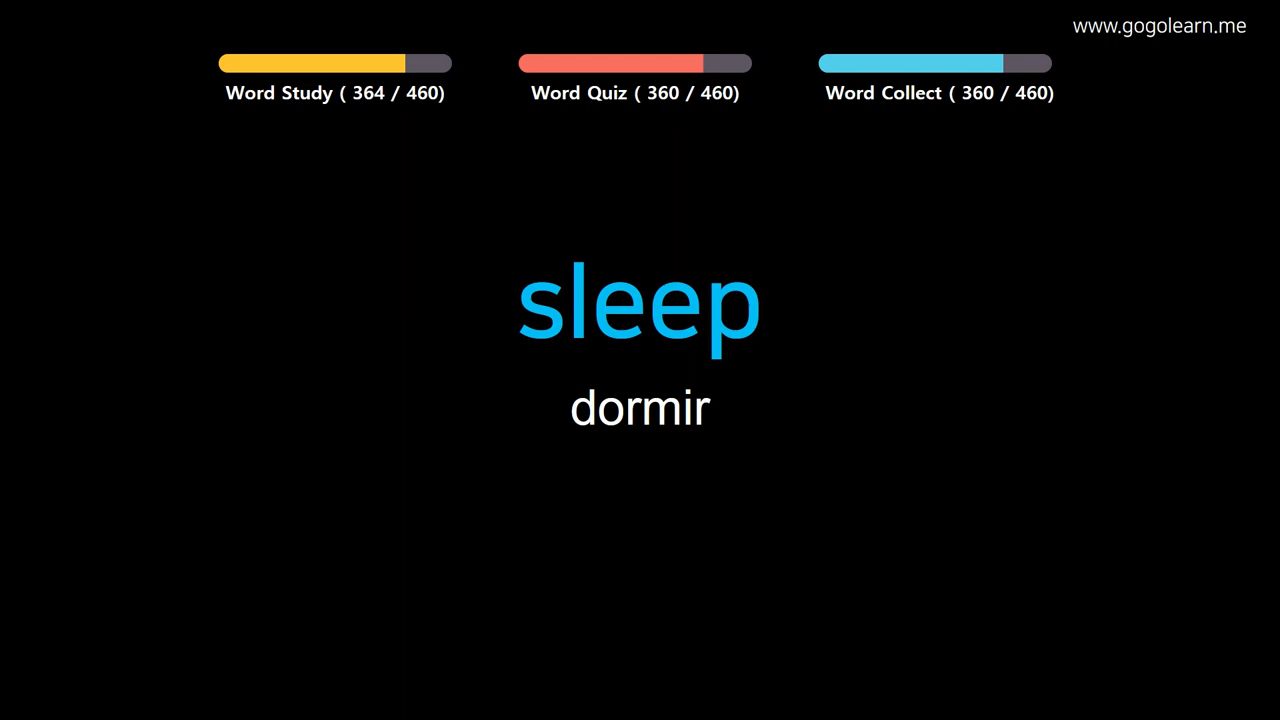 www.gogolearn.me
Word Study ( 364 / 460)
Word Quiz ( 360 / 460)
Word Collect ( 360 / 460)
sleep
dormir